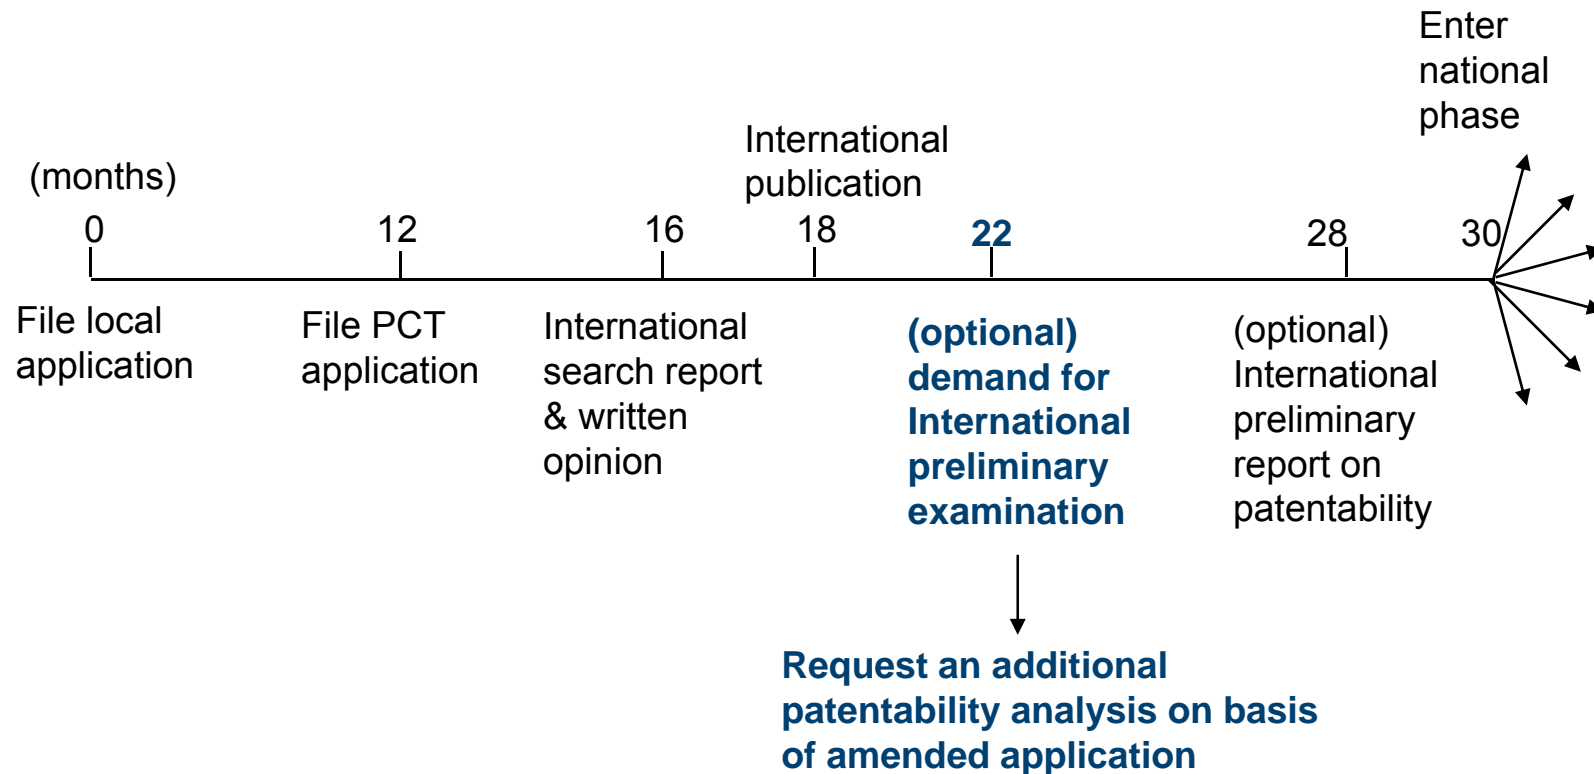 Enter
national
phase
International
publication
(months)
0
12
16
18
22
28
30
File local
application
File PCT
application
International
search report
& written
opinion
(optional)
demand for
International
preliminary
examination
(optional)
International
preliminary
report on
patentability
Request an additional
patentability analysis on basis
of amended application